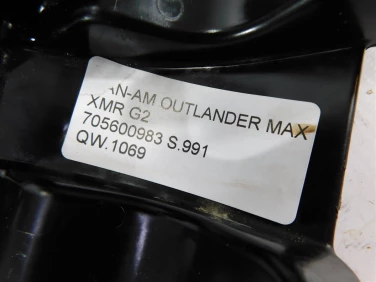 AN-AM OUTLANDER MAX
XMR G2
705600983 S.991
QW.1069